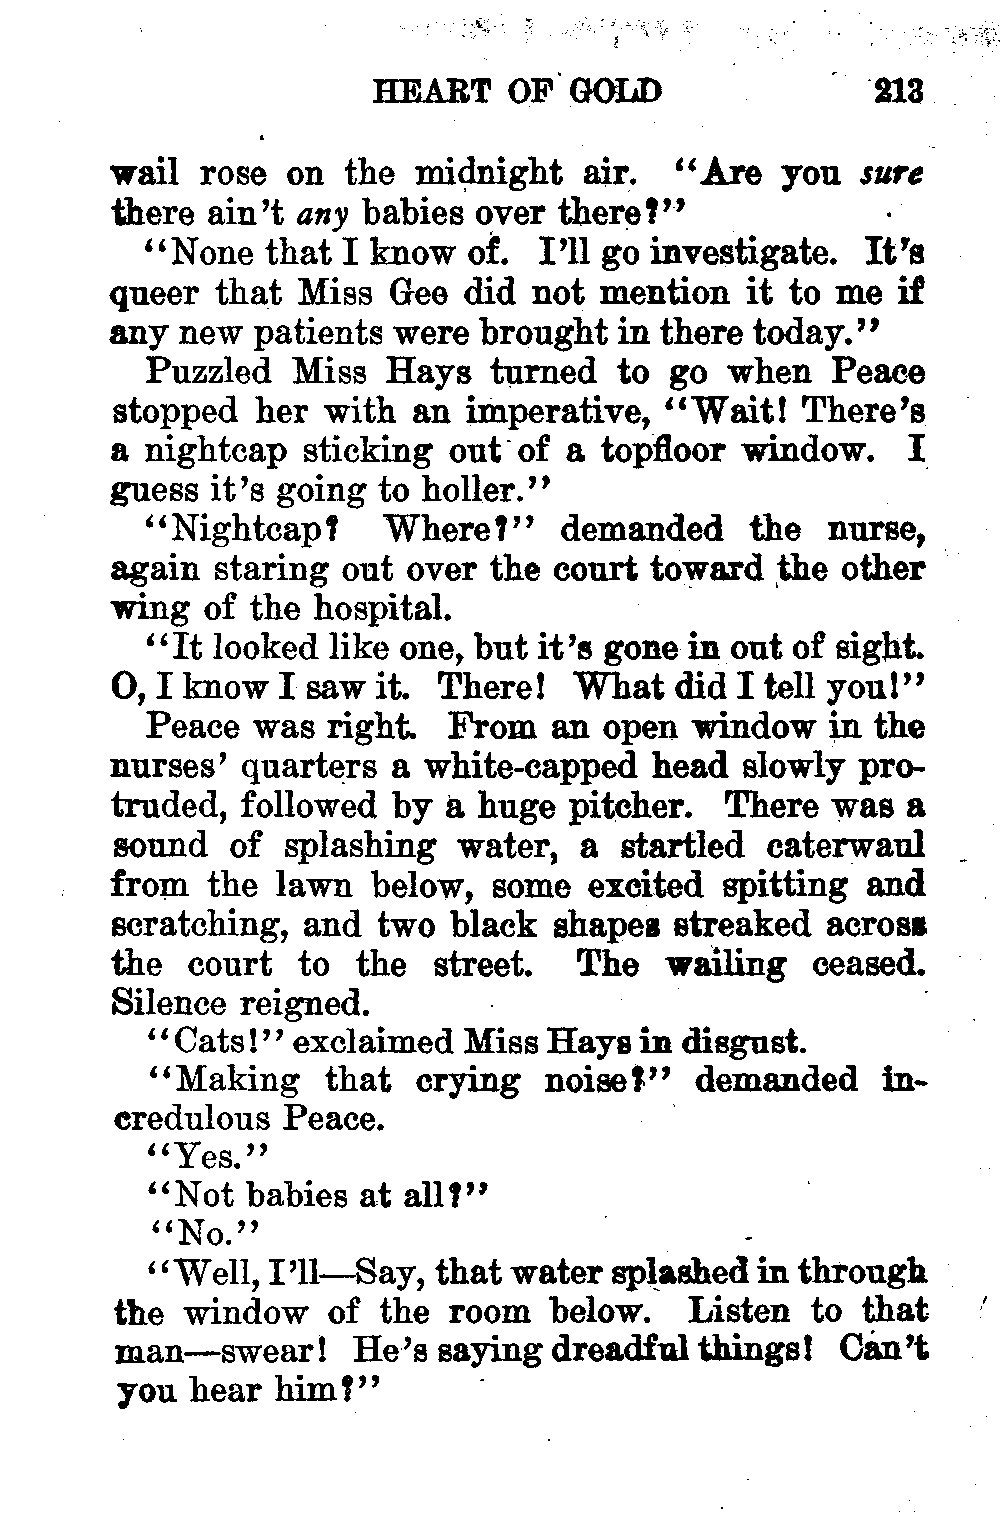 HEART OF GOLD 213
wail rose on the midnight air. "Are you sure
there ain't any babies over there?"
"None that I know of. I'll go investigate. It's
queer that Miss Gee did not mention it to me if
any new patients were brought in there today."
Puzzled Miss Hays turned to go when Peace
stopped her with an imperative, "Wait! There's
a nightcap sticking out of a topfloor window. I
guess it's going to holler."
"Nightcap? Where?" demanded the nurse,
again staring out over the court toward the other
wing of the hospital.
"It looked like one, but it's gone in out of sight.
O, I know I saw it. There! What did I tell you!"
Peace was right. From an open window in the
nurses' quarters a white-capped head slowly pro-
truded, followed by a huge pitcher. There was a
sound of splashing water, a startled caterwaul
from the lawn below, some excited spitting and
scratching, and two black shapes streaked across
the court to the street. The wailing ceased.
Silence reigned.
"Cats!" exclaimed Miss Hays in disgust.
"Making that crying noise?" demanded in-
credulous Peace.
"Yes."
"Not babies at all?"
"No."
"Well, I'll—Say, that water splashed in through
the window of the room below. Listen to that
man—swear! He's saying dreadful things! Can't
you hear him?"